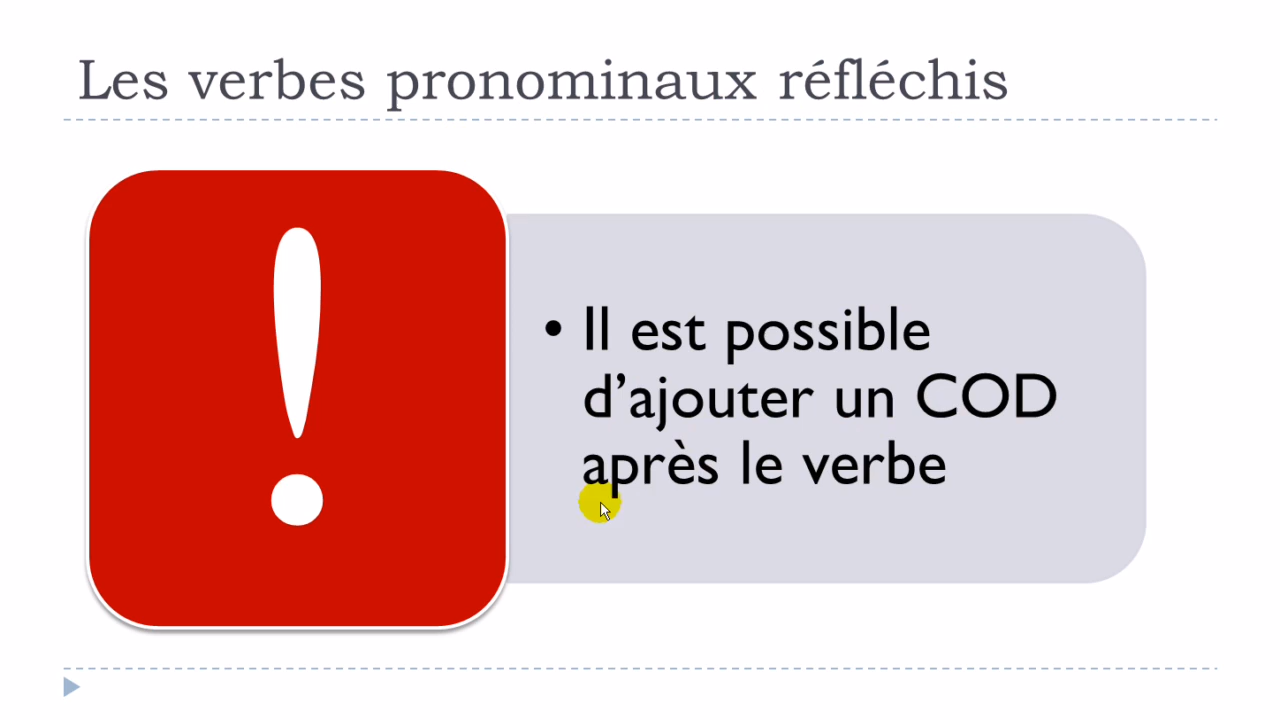 Les verbes pronominaux réfléchis
!
• Il est possible
d’ajouter un COD
après le verbe